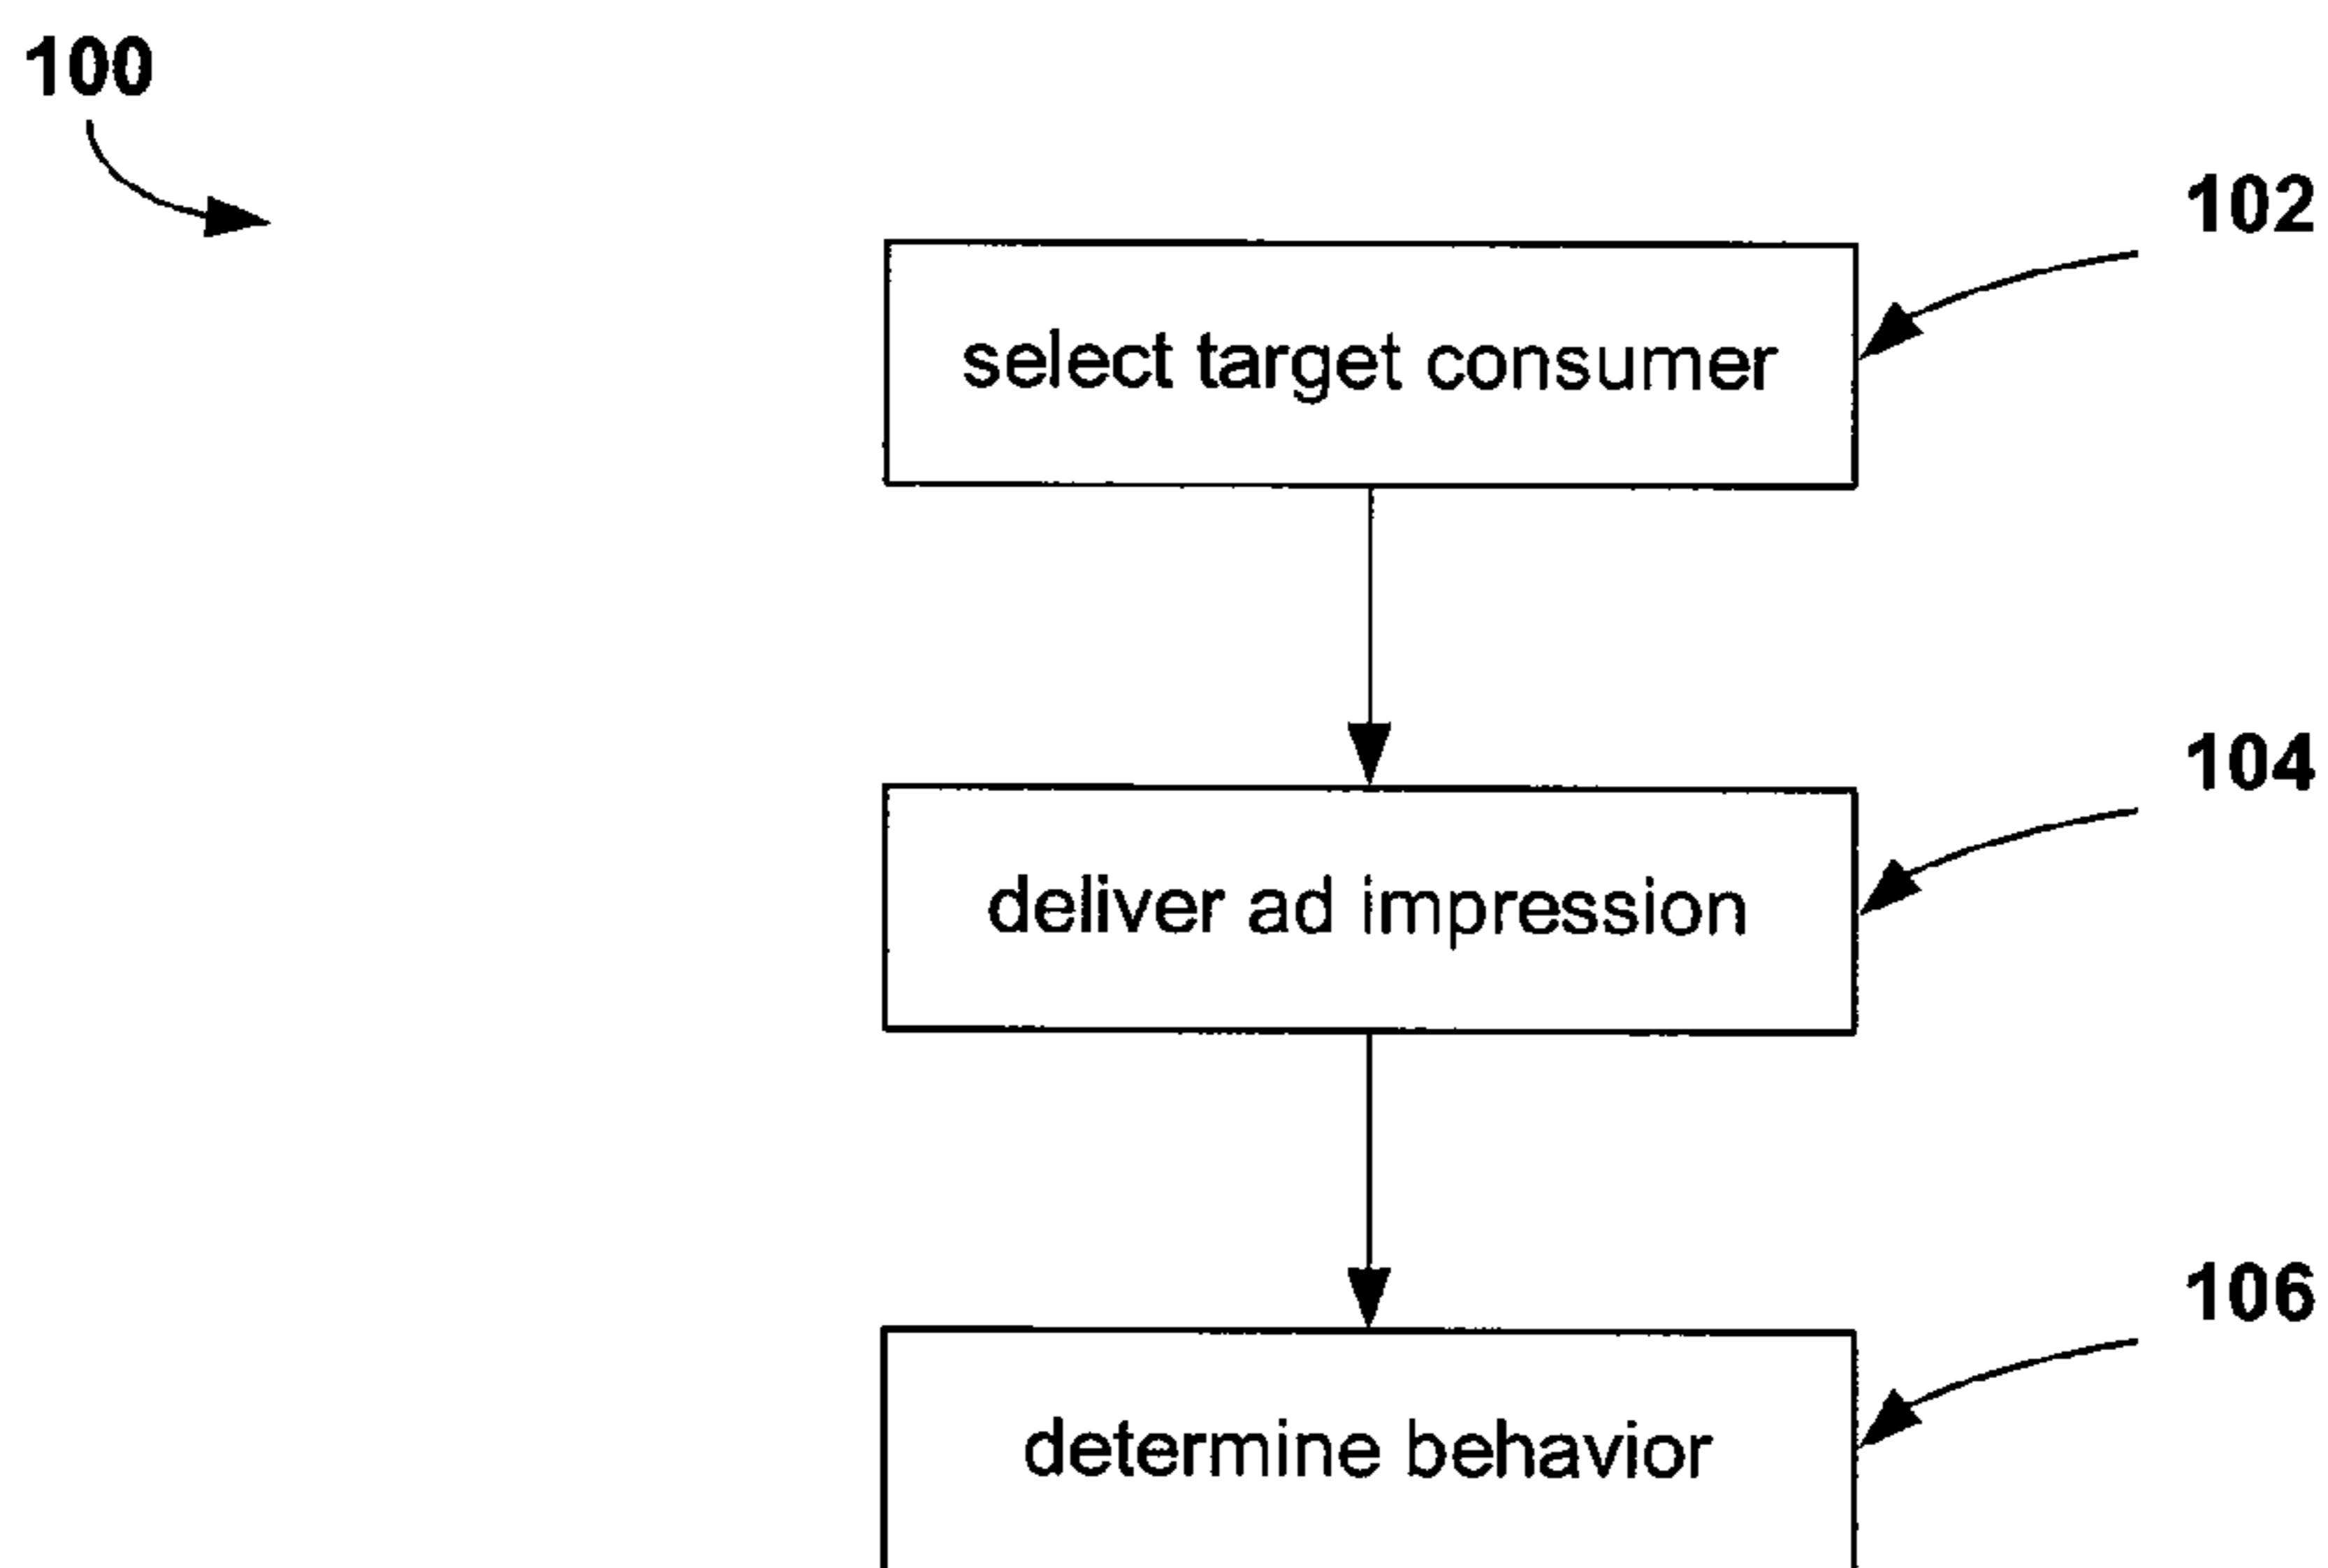 100
102
select target consumer
104
deliver ad impression
106
determine behavior